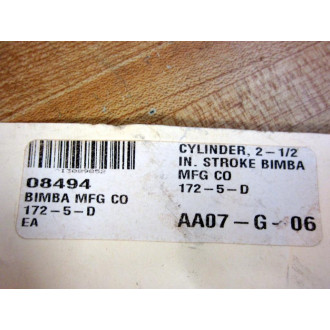 13009052
08494
BIMBA MFG CO
172-5-D
EA
CYLINDER, 2-1/2
IN. STROKE BIMBA
MFG CO
172-5-D
AA07-G-06